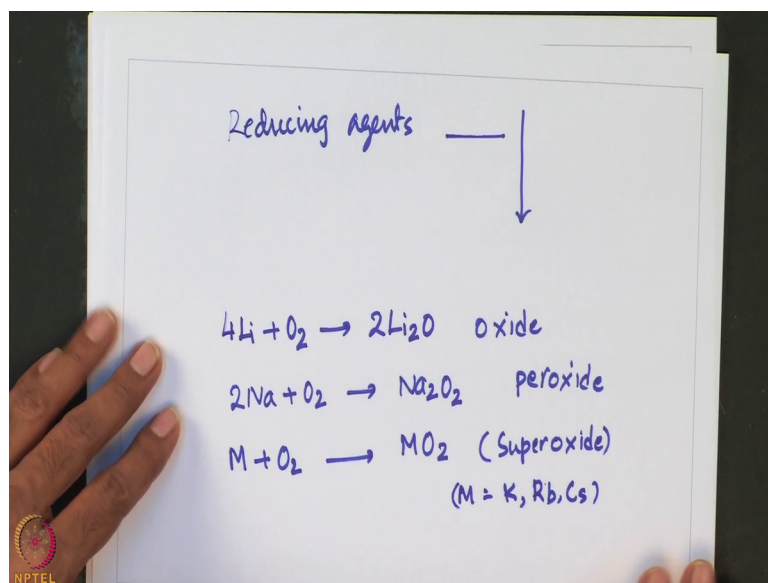 Reducing agents
4Li + O₂ → 2Li₂O oxide
2Na + O₂ → Na₂O₂ peroxide
M + O₂ → MO₂ (Superoxide)
(M = K, Rb, Cs)
NPTEL